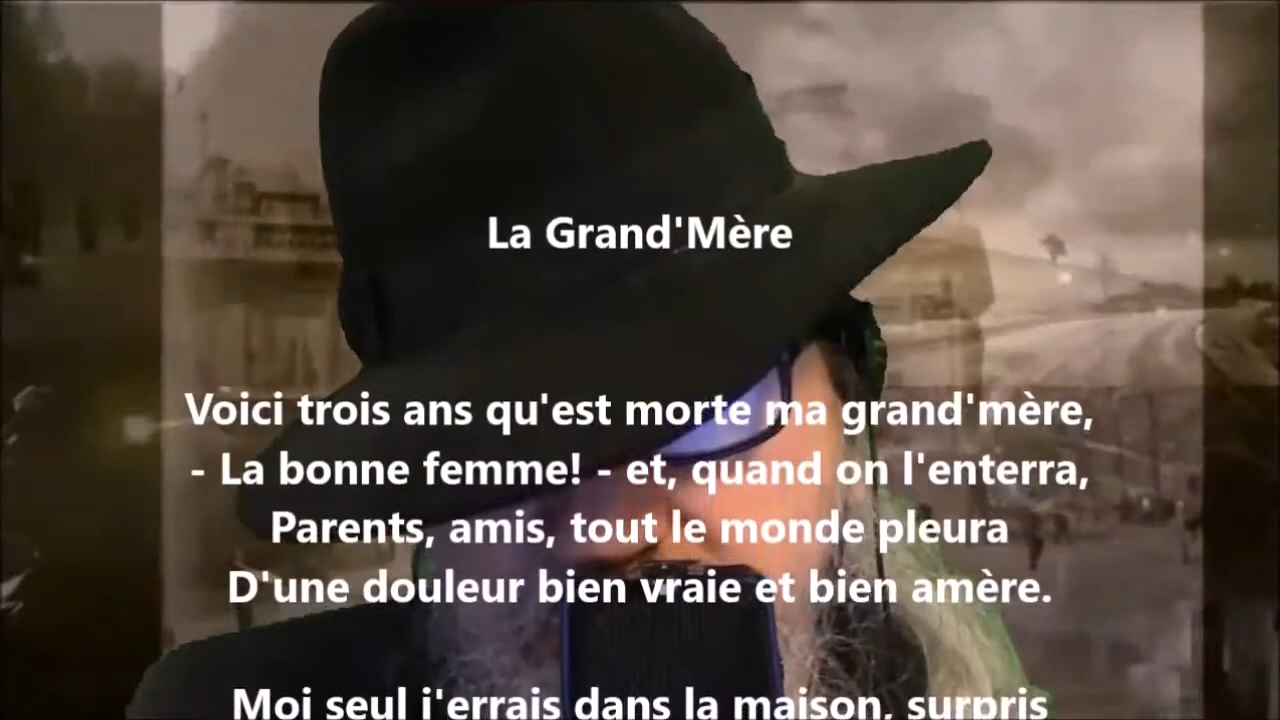 La Grand'Mère
Voici trois ans qu'est morte ma grand'mère,
- La bonne femme! - et, quand on l'enterra,
Parents, amis, tout le monde pleura
D'une douleur bien vraie et bien amère.
Moi seul j'errais dans la maison, surpris